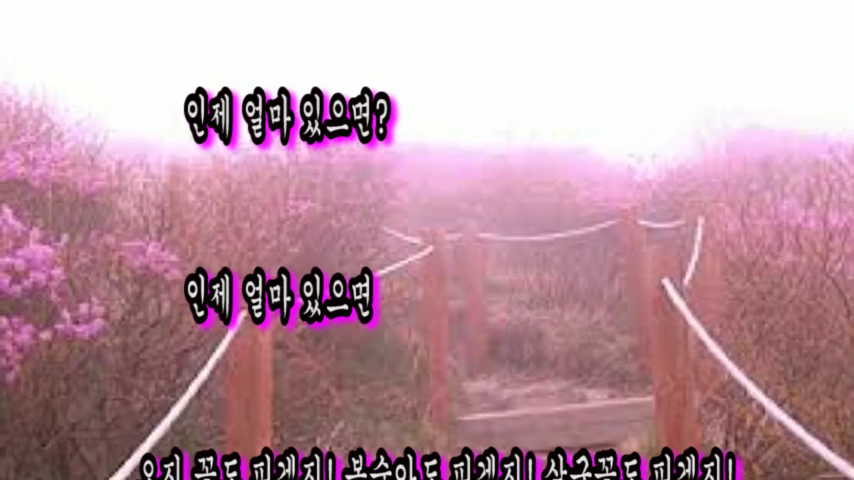 인제 얼마 있으면?
인제 얼마 있으면
오직 꽃도 피겠지! 복숭아도 피겠지! 살구꽃도 피겠지!